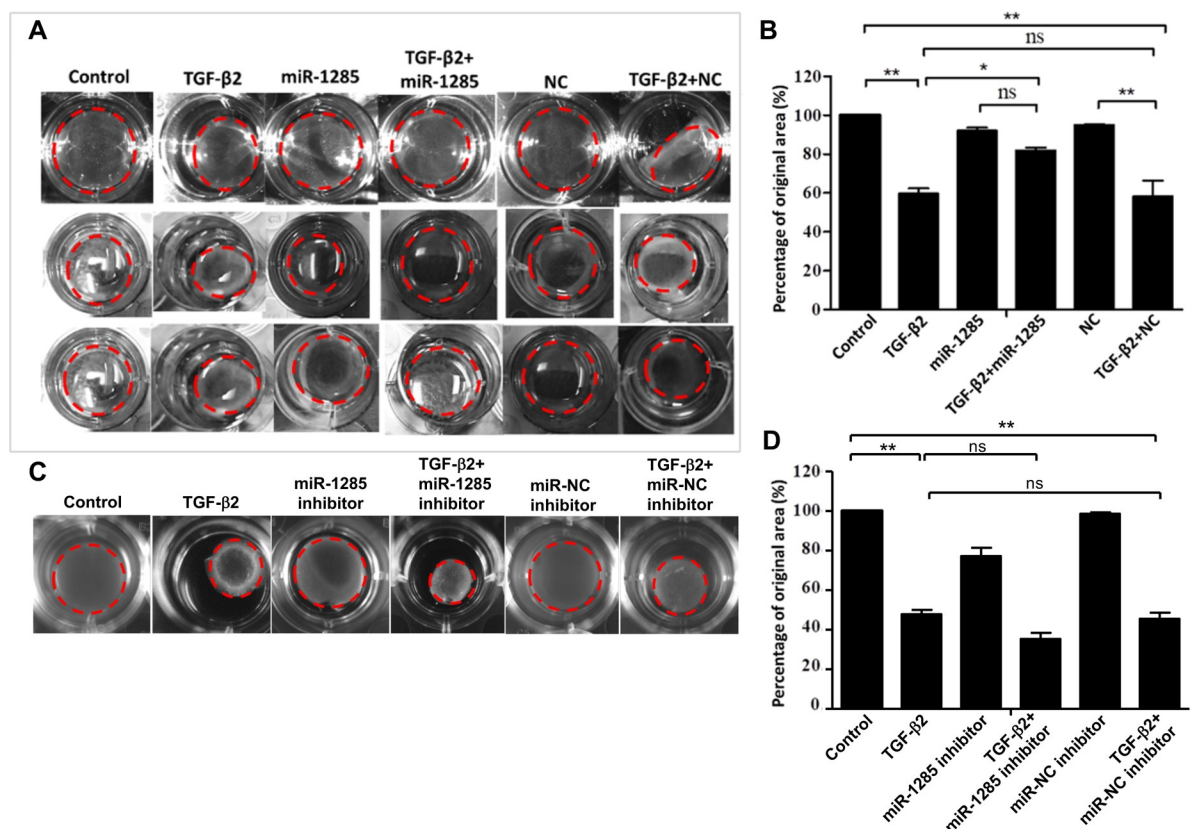 A
Control
TGF-β2
miR-1285
TGF-β2+
miR-1285
NC
TGF-β2+NC
B
**
ns
**
*
ns
**
Percentage of original area (%)
120
100
80
60
40
20
0
Control
TGF-β2
miR-1285
TGF-β2+miR-1285
NC
TGF-β2+NC
C
Control
TGF-β2
miR-1285
inhibitor
TGF-β2+
miR-1285
inhibitor
miR-NC
inhibitor
TGF-β2+
miR-NC
inhibitor
D
**
**
ns
ns
Percentage of original area (%)
120
100
80
60
40
20
0
Control
TGF-β2
miR-1285 inhibitor
TGF-β2+
miR-1285 inhibitor
miR-NC inhibitor
TGF-β2+
miR-NC inhibitor